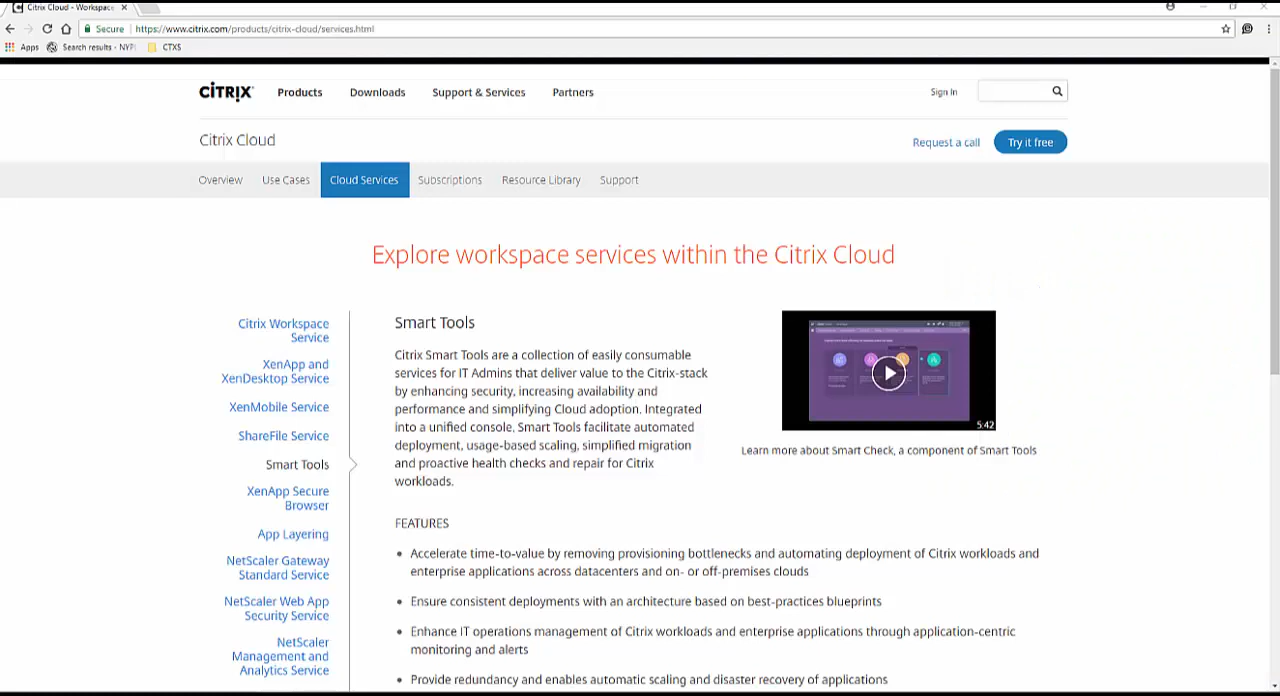 Citrix Cloud - Workspace
Secure https://www.citrix.com/products/citrix-cloud/services.html
Apps Search results - NYP CTXS
CİTRIX Products Downloads Support & Services Partners Sign In
Citrix Cloud Request a call Try it free
Overview Use Cases Cloud Services Subscriptions Resource Library Support
Explore workspace services within the Citrix Cloud
Citrix Workspace
Service
XenApp and
XenDesktop Service
XenMobile Service
ShareFile Service
Smart Tools
XenApp Secure
Browser
App Layering
NetScaler Gateway
Standard Service
NetScaler Web App
Security Service
NetScaler
Management and
Analytics Service
Smart Tools
Citrix Smart Tools are a collection of easily consumable
services for IT Admins that deliver value to the Citrix-stack
by enhancing security, increasing availability and
performance and simplifying Cloud adoption. Integrated
into a unified console, Smart Tools facilitate automated
deployment, usage-based scaling, simplified migration
and proactive health checks and repair for Citrix
workloads.
5:42
Learn more about Smart Check, a component of Smart Tools
FEATURES
• Accelerate time-to-value by removing provisioning bottlenecks and automating deployment of Citrix workloads and
enterprise applications across datacenters and on- or off-premises clouds
• Ensure consistent deployments with an architecture based on best-practices blueprints
• Enhance IT operations management of Citrix workloads and enterprise applications through application-centric
monitoring and alerts
• Provide redundancy and enables automatic scaling and disaster recovery of applications